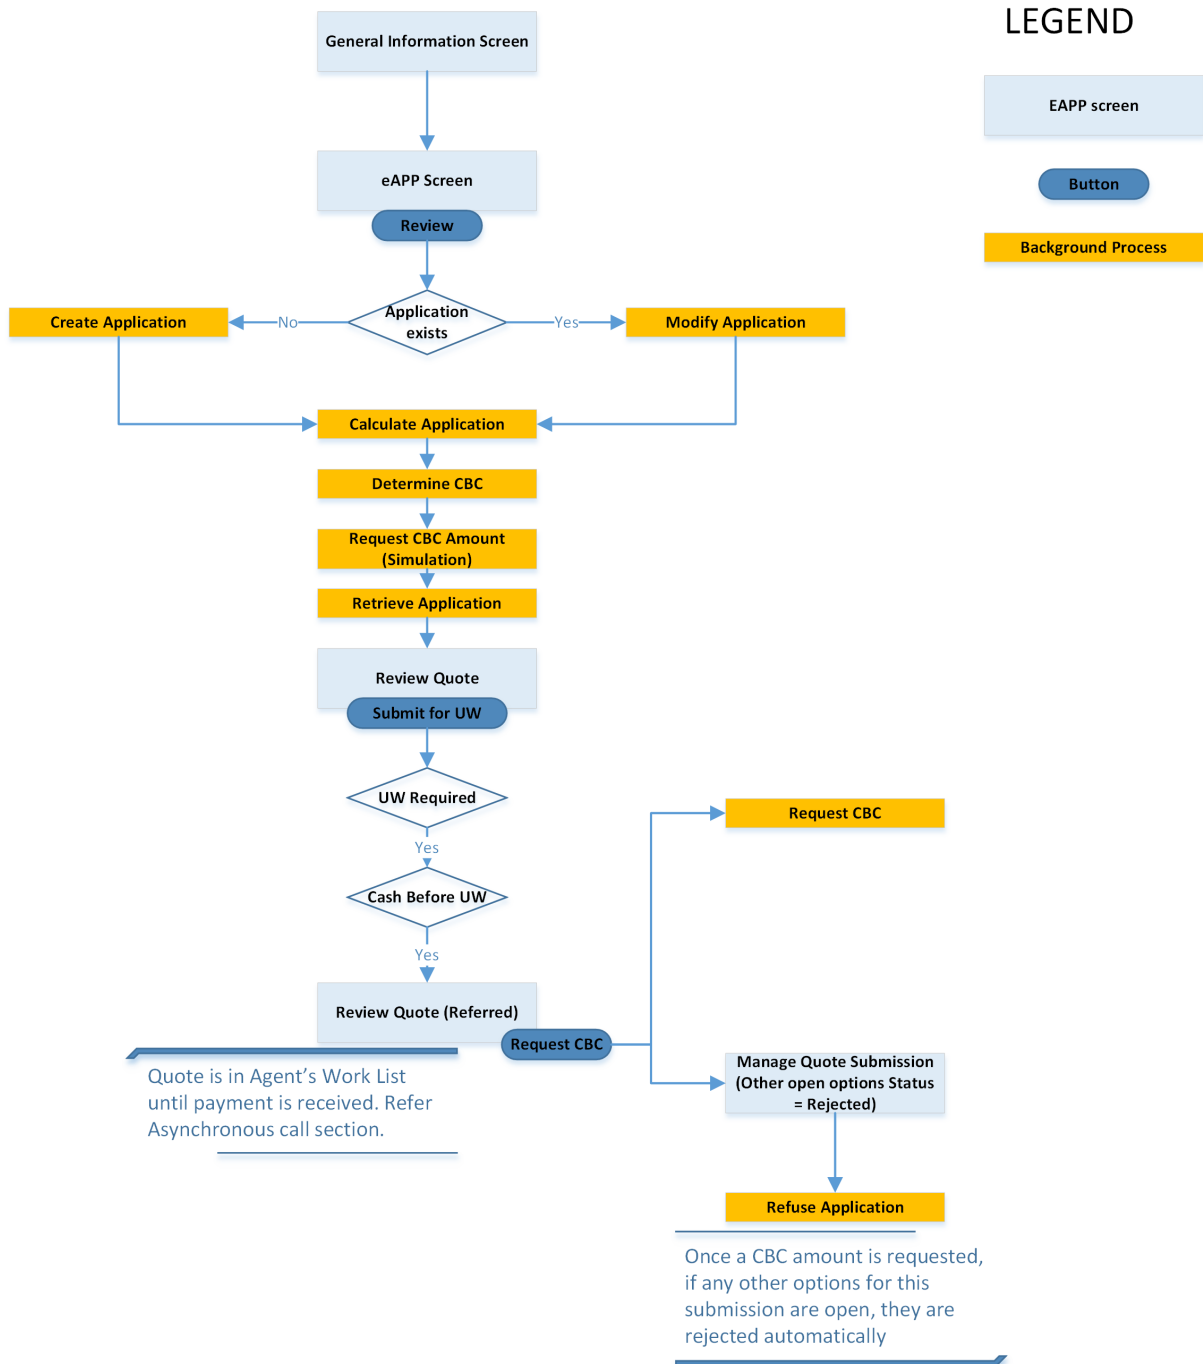 LEGEND
General Information Screen
EAPP screen
eAPP Screen
Button
Review
Background Process
Application
exists
No
Yes
Create Application
Modify Application
Calculate Application
Determine CBC
Request CBC Amount
(Simulation)
Retrieve Application
Review Quote
Submit for UW
UW Required
Yes
Cash Before UW
Yes
Request CBC
Review Quote (Referred)
Request CBC
Quote is in Agent’s Work List
until payment is received. Refer
Asynchronous call section.
Manage Quote Submission
(Other open options Status
= Rejected)
Refuse Application
Once a CBC amount is requested,
if any other options for this
submission are open, they are
rejected automatically